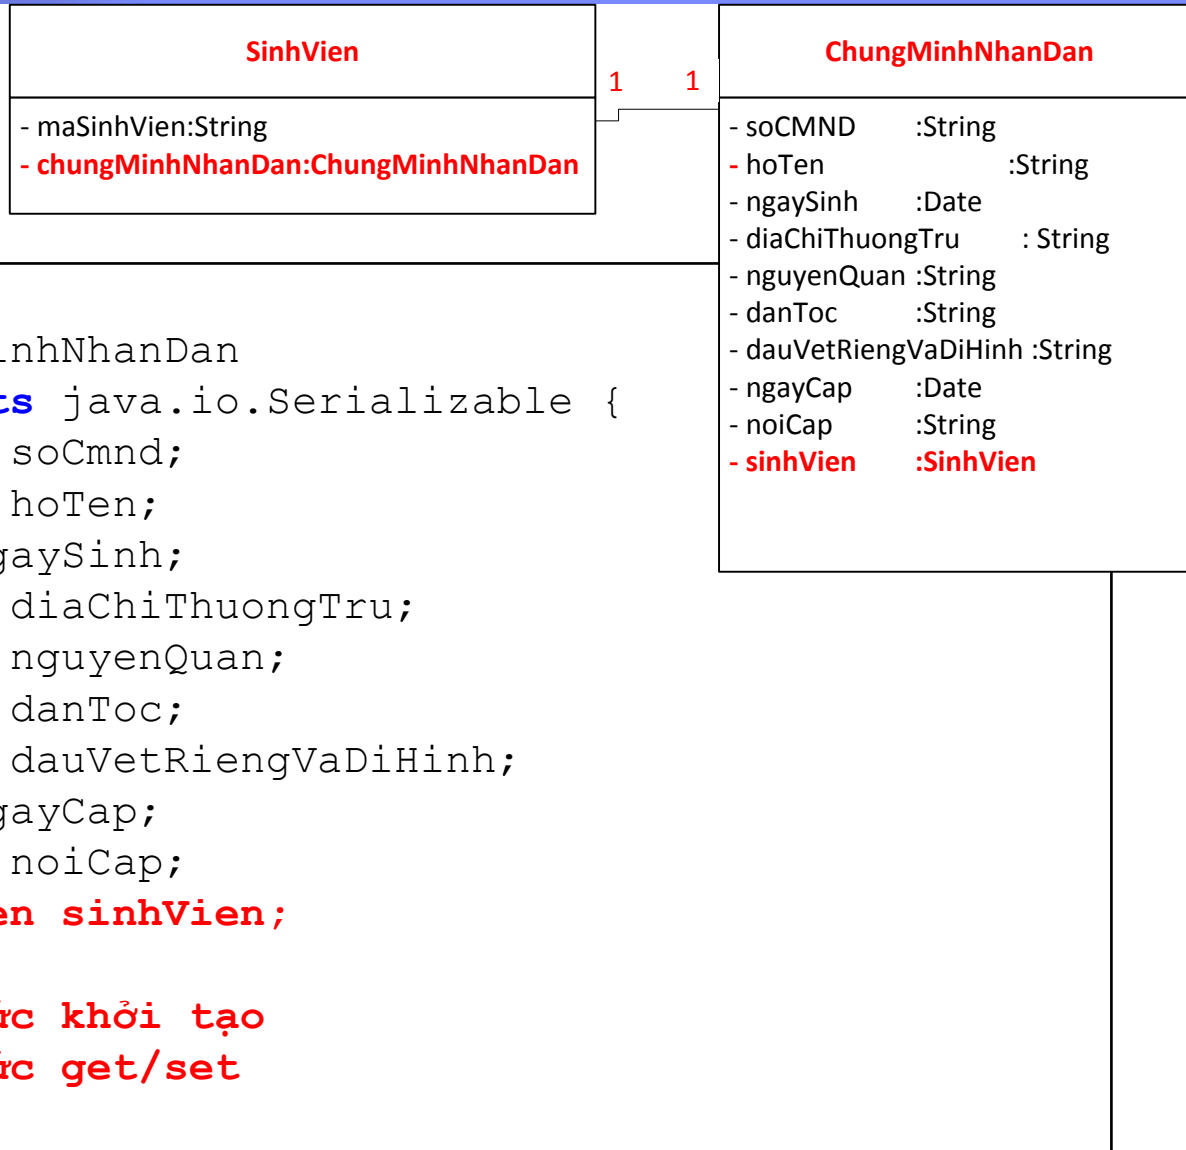 SinhVien
- maSinhVien:String
- chungMinhNhanDan:ChungMinhNhanDan
1 1
ChungMinhNhanDan
- soCMND :String
- hoTen :String
- ngaySinh :Date
- diaChiThuongTru : String
- nguyenQuan :String
- danToc :String
- dauVetRiengVaDiHinh :String
- ngayCap :Date
- noiCap :String
- sinhVien :SinhVien
inhNhanDan
ts java.io.Serializable {
soCmnd;
hoTen;
gaySinh;
diaChiThuongTru;
nguyenQuan;
danToc;
dauVetRiengVaDiHinh;
gayCap;
noiCap;
en sinhVien;
ức khởi tạo
ức get/set